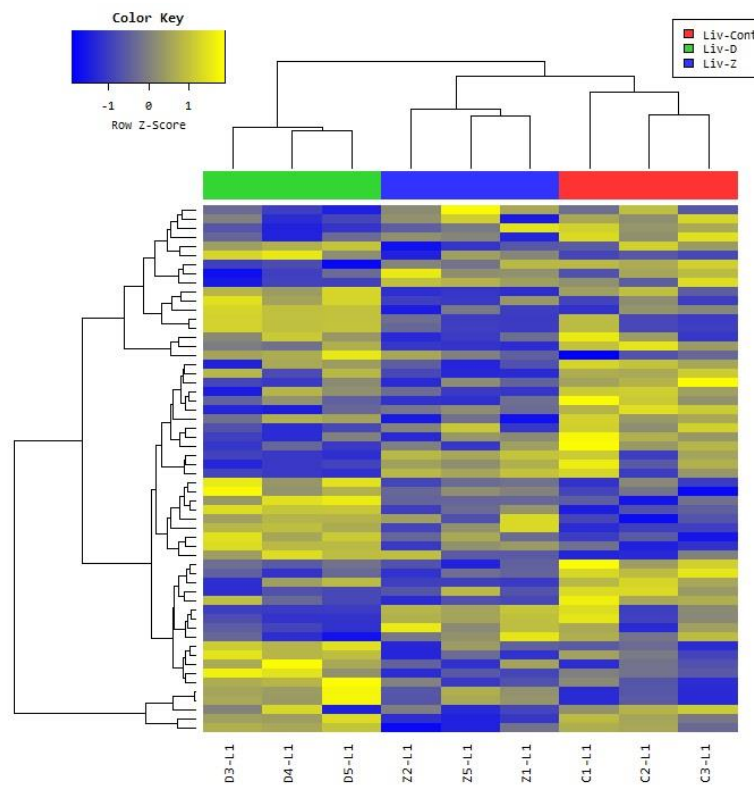 Color Key
-1 0 1
Row Z-Score
Liv-Cont
Liv-D
Liv-Z
D3-L1
D4-L1
D5-L1
Z2-L1
Z5-L1
Z1-L1
C1-L1
C2-L1
C3-L1